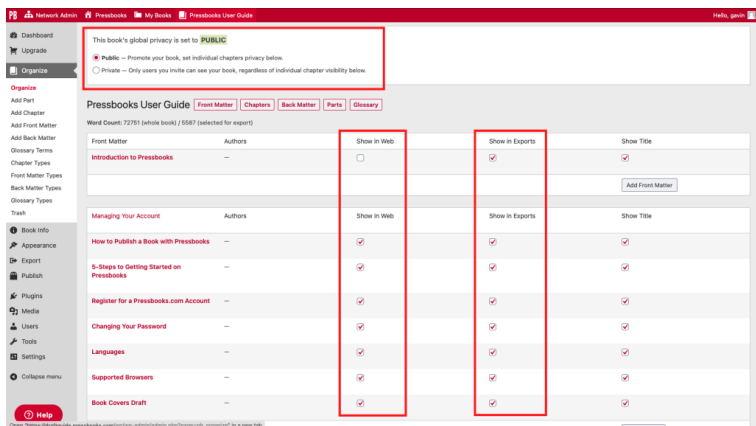 PB Network Admin Pressbooks My Books Pressbooks User Guide Hello, gavin
Dashboard
Upgrade
Organize
Organize
Add Part
Add Chapter
Add Front Matter
Add Back Matter
Glossary Terms
Chapter Types
Front Matter Types
Back Matter Types
Glossary Types
Trash
Book Info
Appearance
Export
Publish
Plugins
Media
Users
Tools
Settings
Collapse menu
Help
This book's global privacy is set to PUBLIC
Public — Promote your book, set individual chapters privacy below.
Private — Only users you invite can see your book, regardless of individual chapter visibility below.
Pressbooks User Guide Front Matter Chapters Back Matter Parts Glossary
Word Count: 72751 (whole book) / 5587 (selected for export)
Front Matter Authors Show in Web Show in Exports Show Title
Introduction to Pressbooks —
Add Front Matter
Managing Your Account Authors Show in Web Show in Exports Show Title
How to Publish a Book with Pressbooks —
5-Steps to Getting Started on
Pressbooks —
Register for a Pressbooks.com Account —
Changing Your Password —
Languages —
Supported Browsers —
Book Covers Draft —